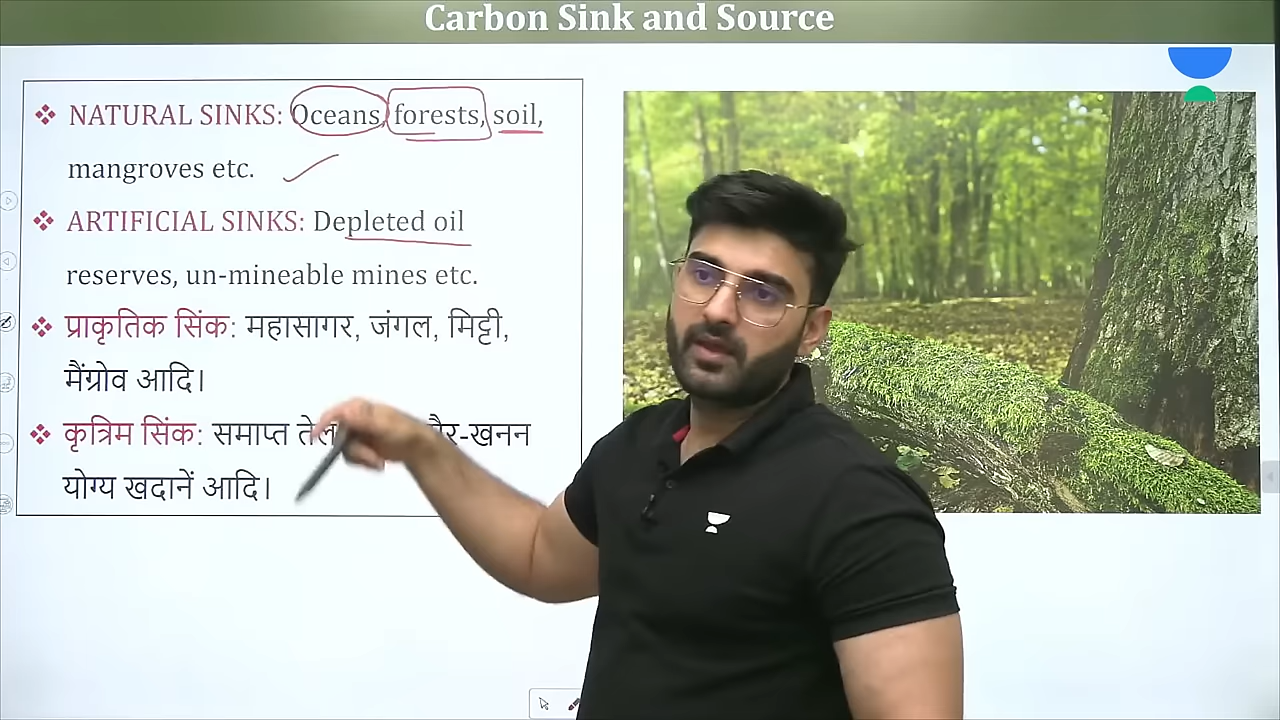 Carbon Sink and Source
NATURAL SINKS: Oceans, forests, soil,
mangroves etc.
ARTIFICIAL SINKS: Depleted oil
reserves, un-mineable mines etc.
प्राकृतिक सिंक: महासागर, जंगल, मिट्टी,
मैंग्रोव आदि।
कृत्रिम सिंक: समाप्त तेल गैर-खनन
योग्य खदानें आदि।